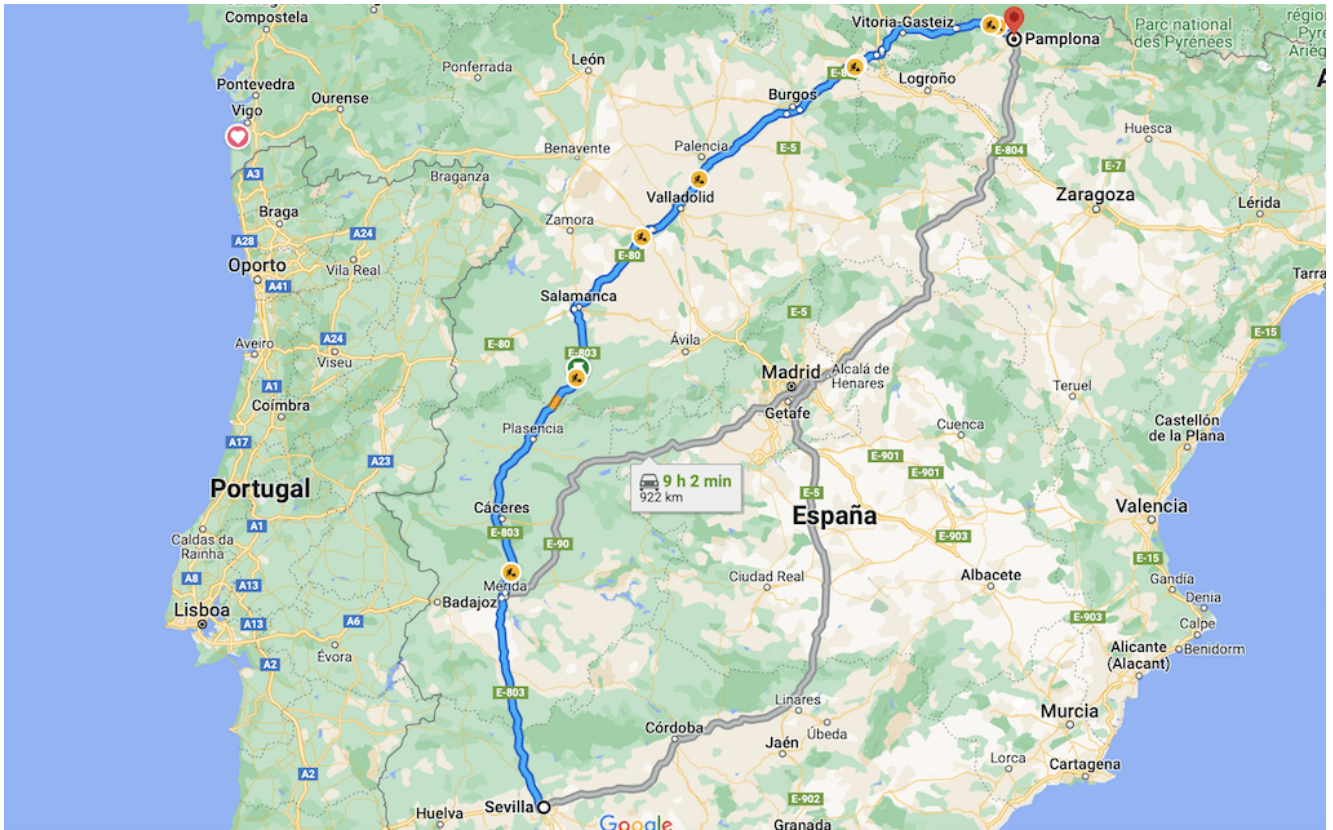 Compostela
Pontevedra
Vigo
Ourense
Ponferrada
León
Vitoria-Gasteiz
Pamplona
Parc national
des Pyrénées
Logroño
Burgos
Huesca
Benavente
Palencia
E-5
E-804
E-7
A3
Braganza
Zaragoza
Lérida
Valladolid
Braga
Zamora
A28
A24
E-80
Oporto
Vila Real
A41
Salamanca
E-5
E-15
Aveiro
A24
Viseu
E-80
E-803
Ávila
Madrid
Alcalá de
Henares
Teruel
A1
Coímbra
Getafe
Castellón
de la Plana
Plasencia
Cuenca
A17
A23
E-901
E-901
Portugal
9 h 2 min
922 km
E-5
España
Valencia
Cáceres
A1
E-803
E-90
E-903
Caldas da
Rainha
E-15
A8
A13
Mérida
Ciudad Real
Albacete
Gandía
Denia
Lisboa
Badajoz
E-903
Calpe
A13
A6
Benidorm
Évora
Alicante
(Alacant)
A2
E-803
Linares
Murcia
Córdoba
Jaén
Úbeda
Lorca
Cartagena
A2
Huelva
Sevilla
E-902
Google
Granada